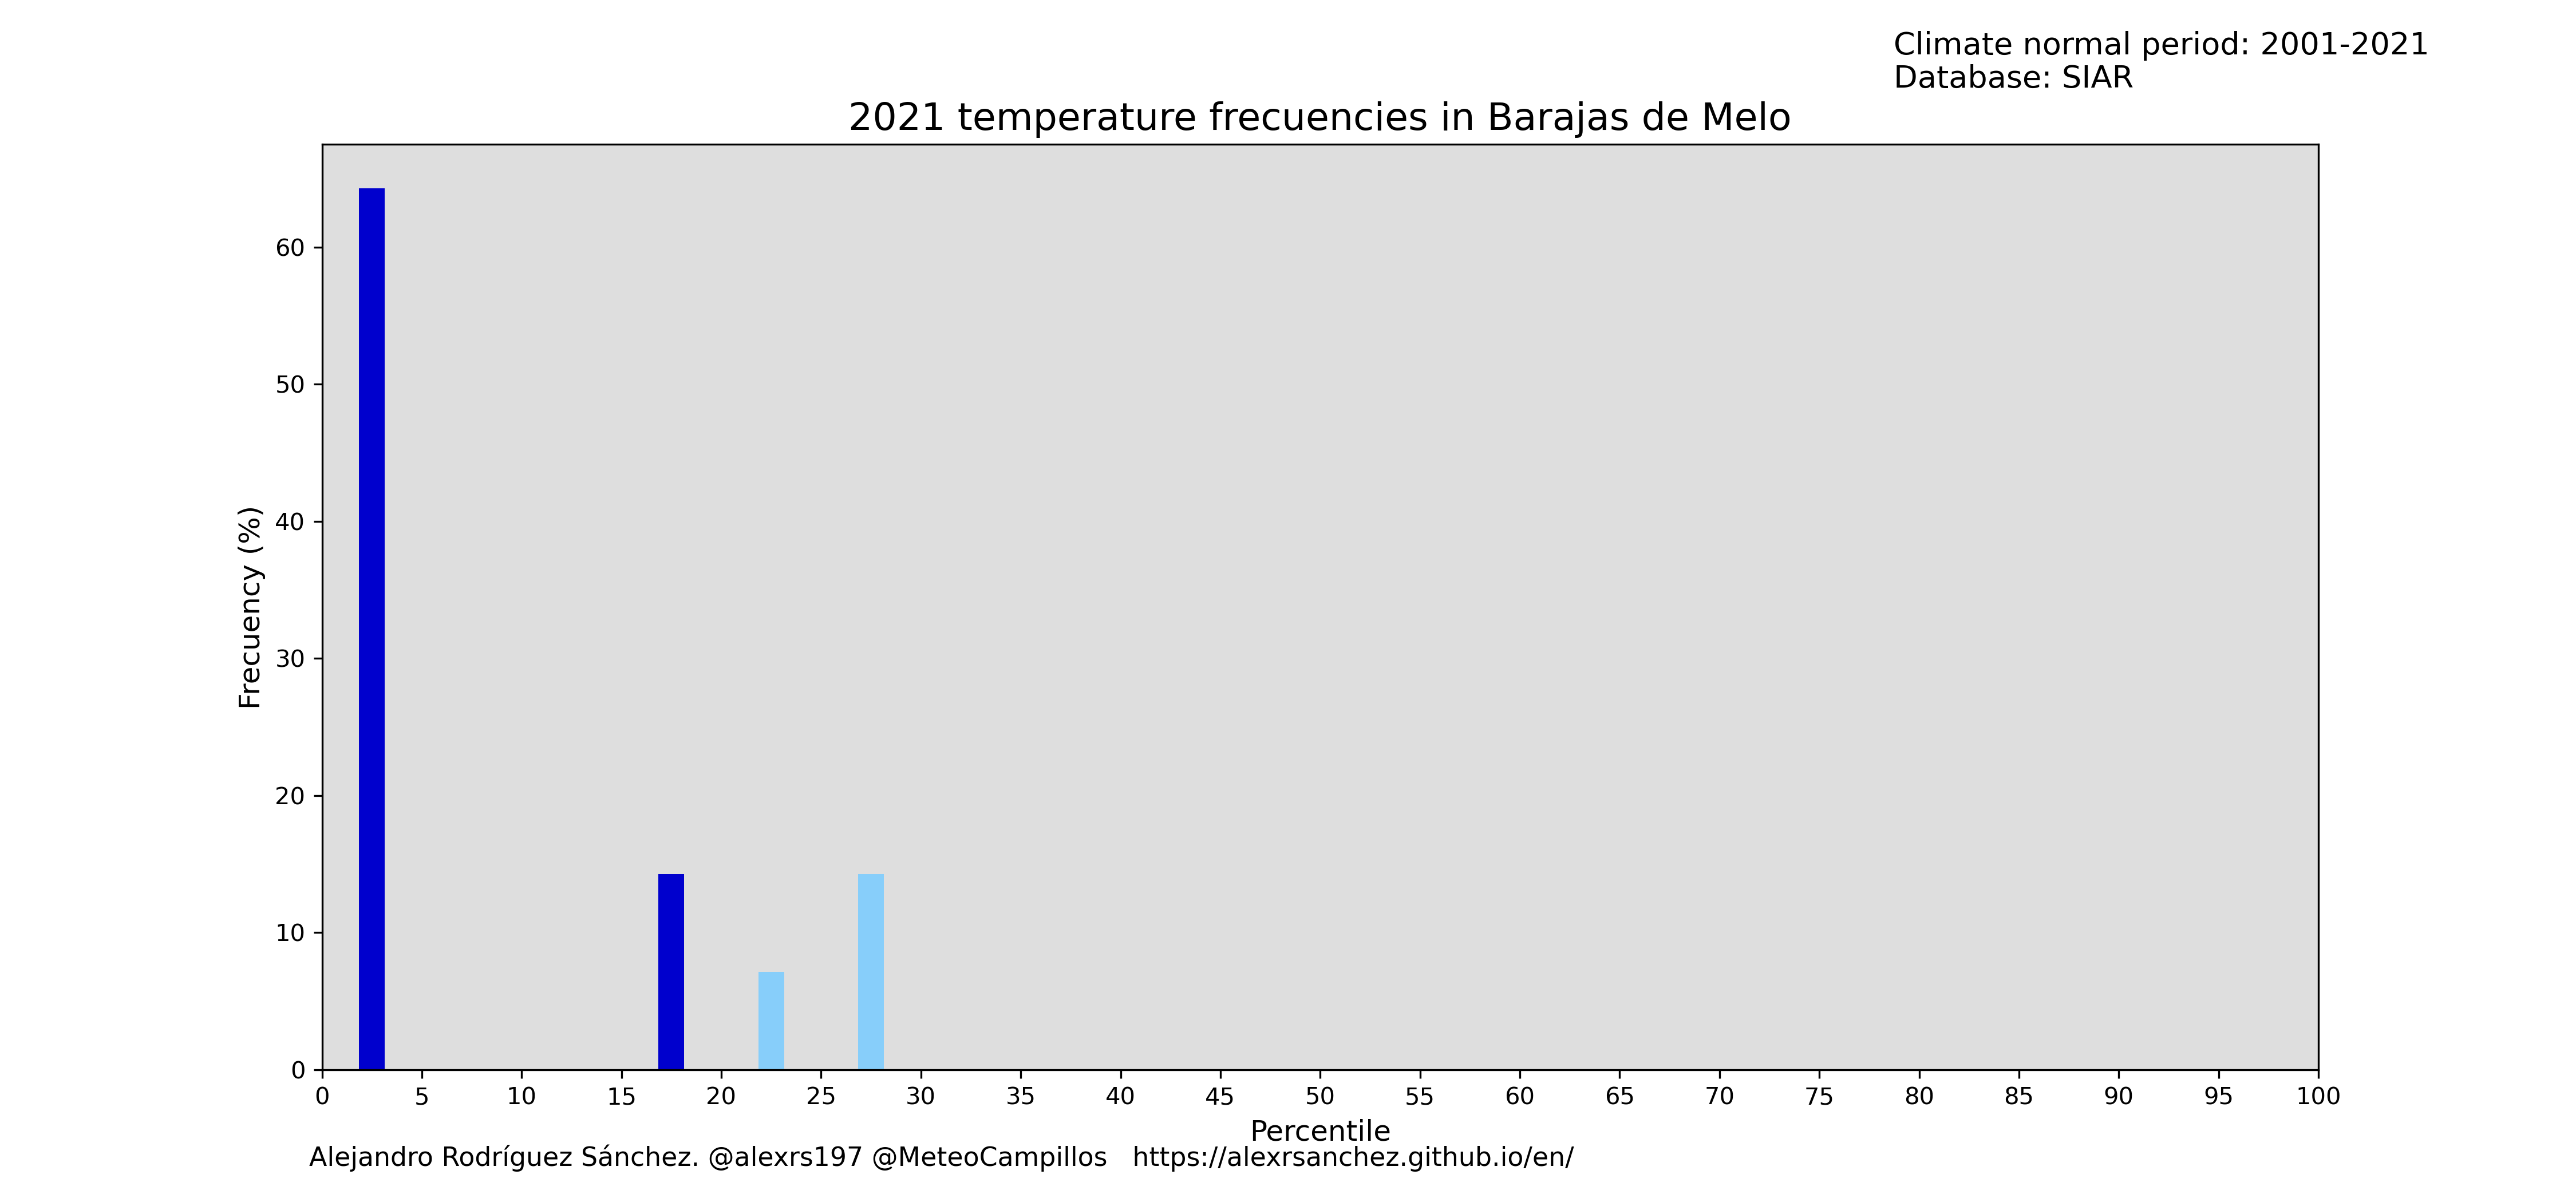 Climate normal period: 2001-2021
Database: SIAR
2021 temperature frecuencies in Barajas de Melo
Frecuency (%)
60
50
40
30
20
10
0
0 5 10 15 20 25 30 35 40 45 50 55 60 65 70 75 80 85 90 95 100
Percentile
Alejandro Rodríguez Sánchez. @alexrs197 @MeteoCampillos https://alexrsanchez.github.io/en/